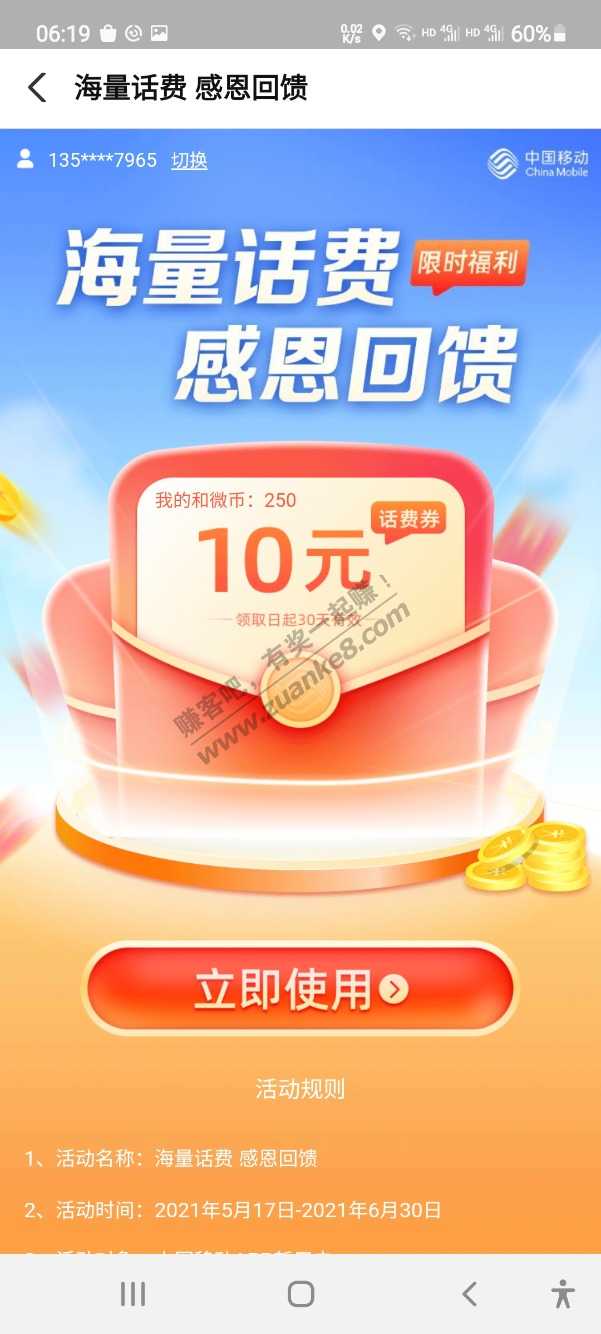 06:19
0.02
K/s
HD 4G HD 4G 60%
海量话费 感恩回馈
135****7965 切换
中国移动
China Mobile
海量话费
限时福利
感恩回馈
我的和微币：250
话费券
10元
领取日起30天有效
赚客吧，有奖一起赚！
www.zuanke8.com
立即使用
活动规则
1、活动名称：海量话费 感恩回馈
2、活动时间：2021年5月17日-2021年6月30日